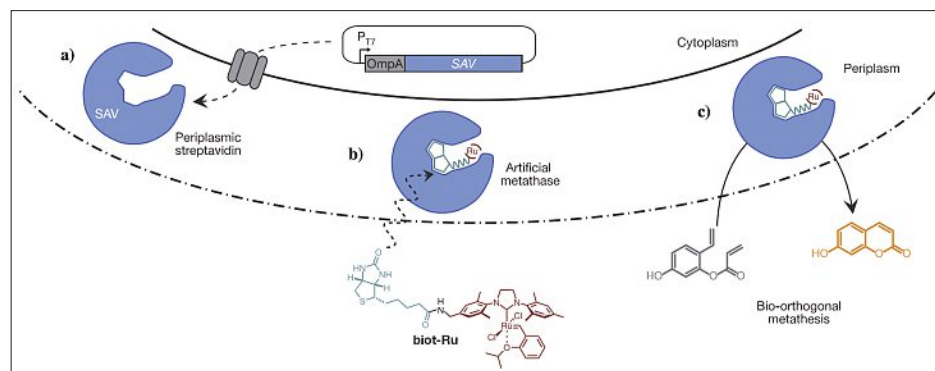 a)
P T7
OmpA SAV
Cytoplasm
SAV
Periplasmic
streptavidin
b)
Ru
Artificial
metathase
c)
Periplasm
Ru
O
HN NH
H H
S
O
N
H
N N
Cl
Ru
Cl
O
biot-Ru
HO
O O
HO O O
Bio-orthogonal
methesis